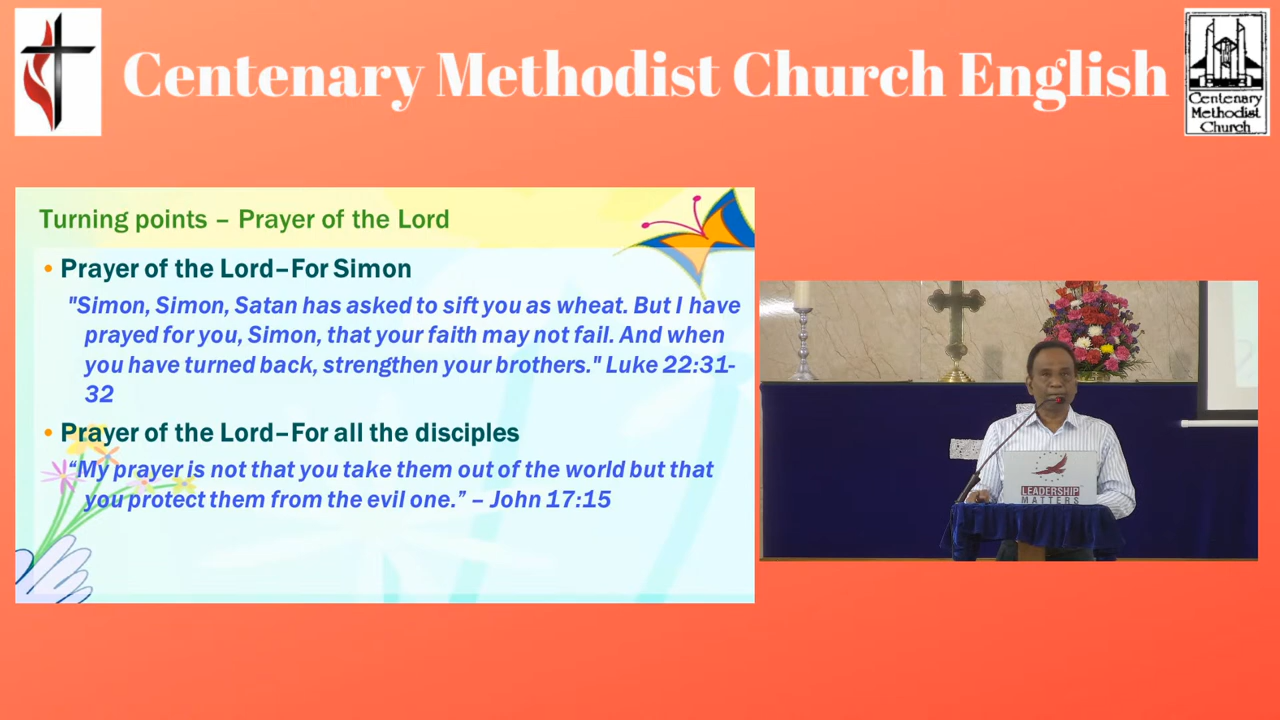 Centenary Methodist Church English
Centenary
Methodist
Church
Turning points – Prayer of the Lord
• Prayer of the Lord–For Simon
"Simon, Simon, Satan has asked to sift you as wheat. But I have
prayed for you, Simon, that your faith may not fail. And when
you have turned back, strengthen your brothers." Luke 22:31-
32
• Prayer of the Lord–For all the disciples
“My prayer is not that you take them out of the world but that
you protect them from the evil one.” – John 17:15
LEADERSHIP
MATTERS